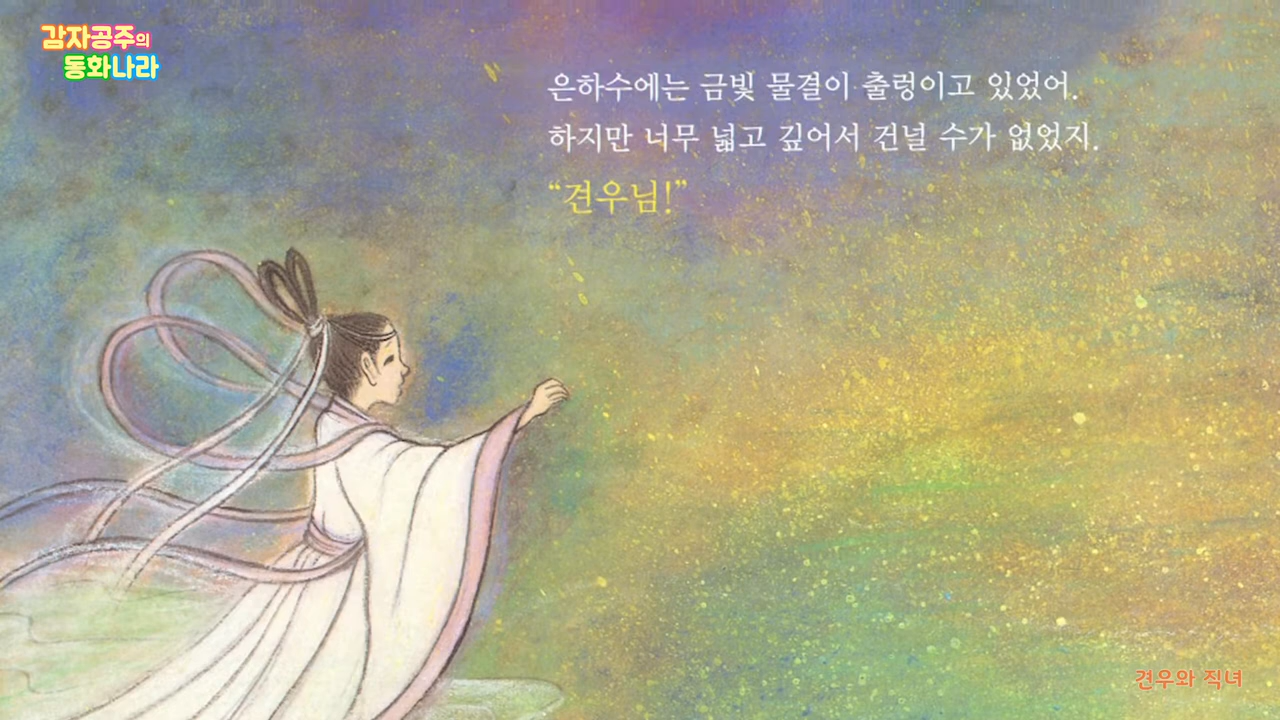 감자공주의
동화나라
은하수에는 금빛 물결이 출렁이고 있었어.
하지만 너무 넓고 깊어서 건널 수가 없었지.
“견우님!”
견우와 직녀